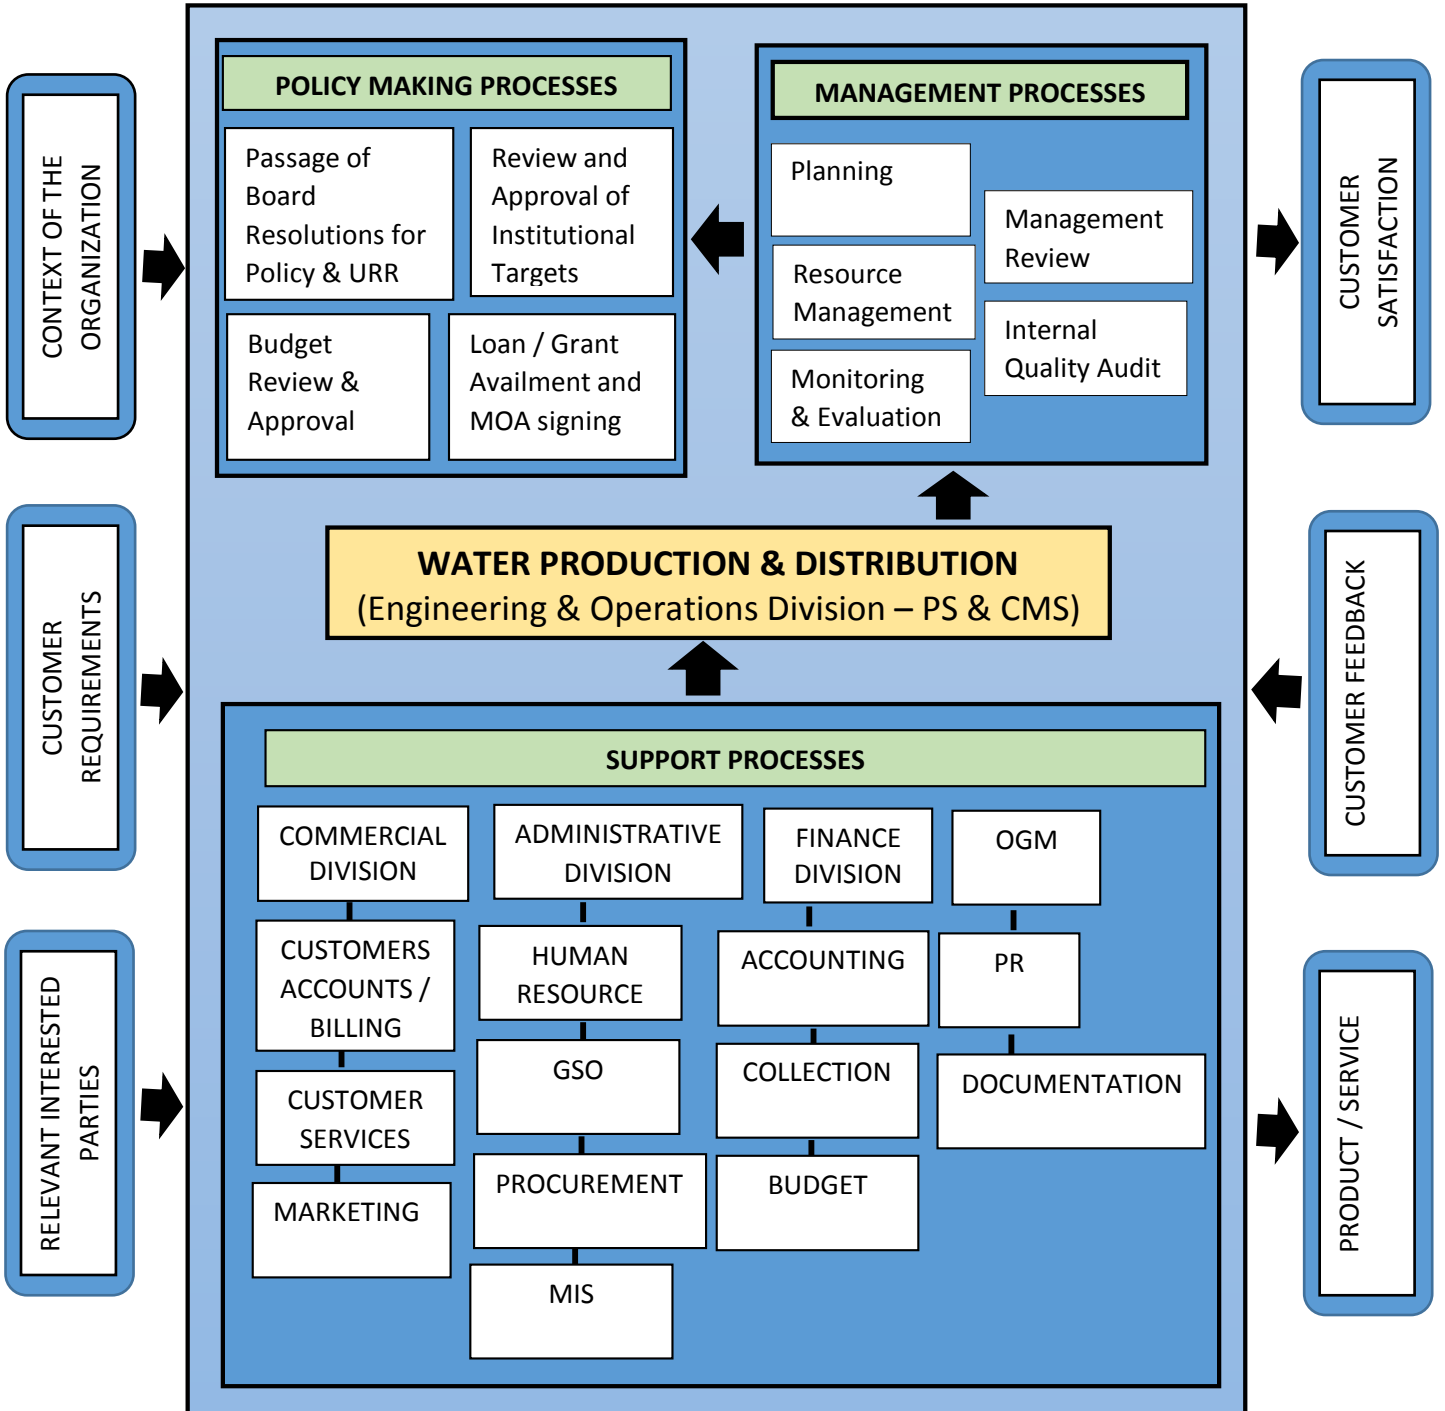 CONTEXT OF THE
ORGANIZATION
CUSTOMER
REQUIREMENTS
RELEVANT INTERESTED
PARTIES
POLICY MAKING PROCESSES
Passage of
Board
Resolutions for
Policy & URR
Review and
Approval of
Institutional
Targets
Budget
Review &
Approval
Loan / Grant
Availment and
MOA signing
MANAGEMENT PROCESSES
Planning
Resource
Management
Monitoring
& Evaluation
Management
Review
Internal
Quality Audit
WATER PRODUCTION & DISTRIBUTION
(Engineering & Operations Division – PS & CMS)
SUPPORT PROCESSES
COMMERCIAL
DIVISION
CUSTOMERS
ACCOUNTS /
BILLING
CUSTOMER
SERVICES
MARKETING
ADMINISTRATIVE
DIVISION
HUMAN
RESOURCE
GSO
PROCUREMENT
MIS
FINANCE
DIVISION
ACCOUNTING
COLLECTION
BUDGET
OGM
PR
DOCUMENTATION
CUSTOMER
SATISFACTION
CUSTOMER FEEDBACK
PRODUCT / SERVICE